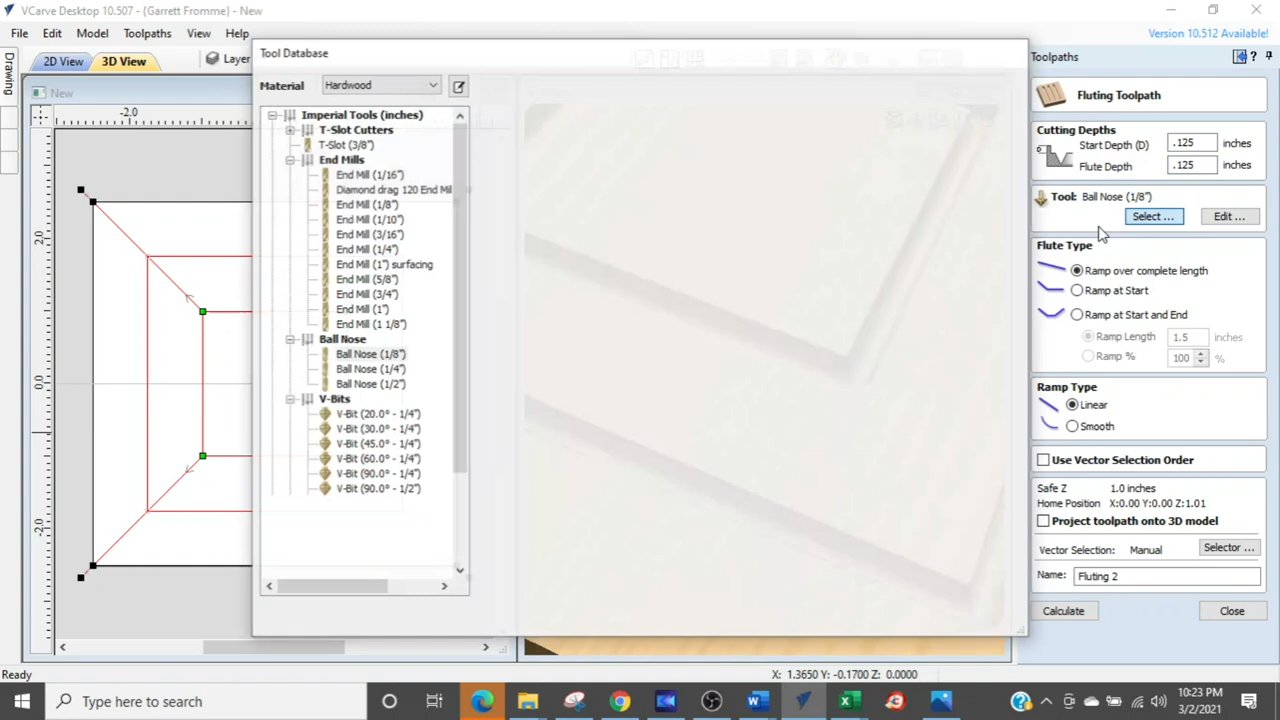 VCarve Desktop 10.507 - {Garrett Fromme} - New
File Edit Model Toolpaths View Help
Version 10.512 Available!
2D View 3D View Layer
Drawing
New
-2.0
2.0
0.0
-2.0
Tool Database
Material Hardwood
Imperial Tools (inches)
T-Slot Cutters
T-Slot (3/8")
End Mills
End Mill (1/16")
Diamond drag 120 End Mil
End Mill (1/8")
End Mill (1/10")
End Mill (3/16")
End Mill (1/4")
End Mill (1") surfacing
End Mill (5/8")
End Mill (3/4")
End Mill (1")
End Mill (1 1/8")
Ball Nose
Ball Nose (1/8")
Ball Nose (1/4")
Ball Nose (1/2")
V-Bits
V-Bit (20.0° - 1/4")
V-Bit (30.0° - 1/4")
V-Bit (45.0° - 1/4")
V-Bit (60.0° - 1/4")
V-Bit (90.0° - 1/4")
V-Bit (90.0° - 1/2")
Toolpaths
Fluting Toolpath
Cutting Depths
Start Depth (D) .125 inches
Flute Depth .125 inches
Tool: Ball Nose (1/8")
Select ... Edit ...
Flute Type
Ramp over complete length
Ramp at Start
Ramp at Start and End
Ramp Length 1.5 inches
Ramp % 100 %
Ramp Type
Linear
Smooth
Use Vector Selection Order
Safe Z 1.0 inches
Home Position X:0.00 Y:0.00 Z:1.01
Project toolpath onto 3D model
Vector Selection: Manual Selector ...
Name: Fluting 2
Calculate Close
Ready
X: 1.3650 Y: -0.1700 Z: 0.0000
Type here to search
10:23 PM
3/2/2021